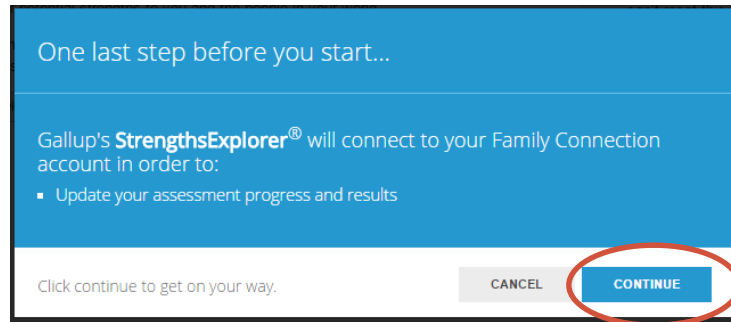 One last step before you start...
Gallup's StrengthsExplorer® will connect to your Family Connection
account in order to:
▪ Update your assessment progress and results
Click continue to get on your way.
CANCEL
CONTINUE